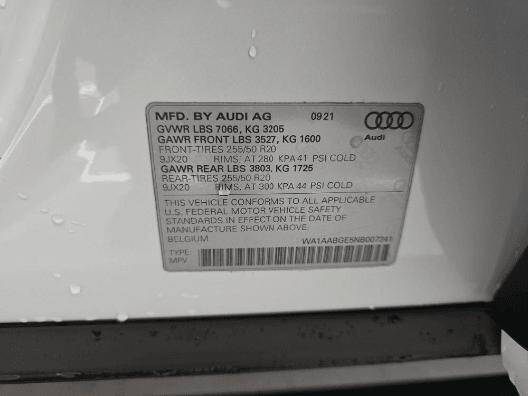 MFD. BY AUDI AG 09.21
GVWR LBS 7066, KG 3205
GAWR FRONT LBS 3527, KG 1600
FRONT-TIRES 255/50 R20
9JX20 RIMS, AT 280 KPA 41 PSI COLD
GAWR REAR LBS 3803, KG 1725
REAR-TIRES 255/50 R20
9JX20 RIMS, AT 300 KPA 44 PSI COLD
Audi
THIS VEHICLE CONFORMS TO ALL APPLICABLE
U.S. FEDERAL MOTOR VEHICLE SAFETY
STANDARDS IN EFFECT ON THE DATE OF
MANUFACTURE SHOWN ABOVE.
BELGIUM WA1AABGE5NB007241
TYPE:
MPV